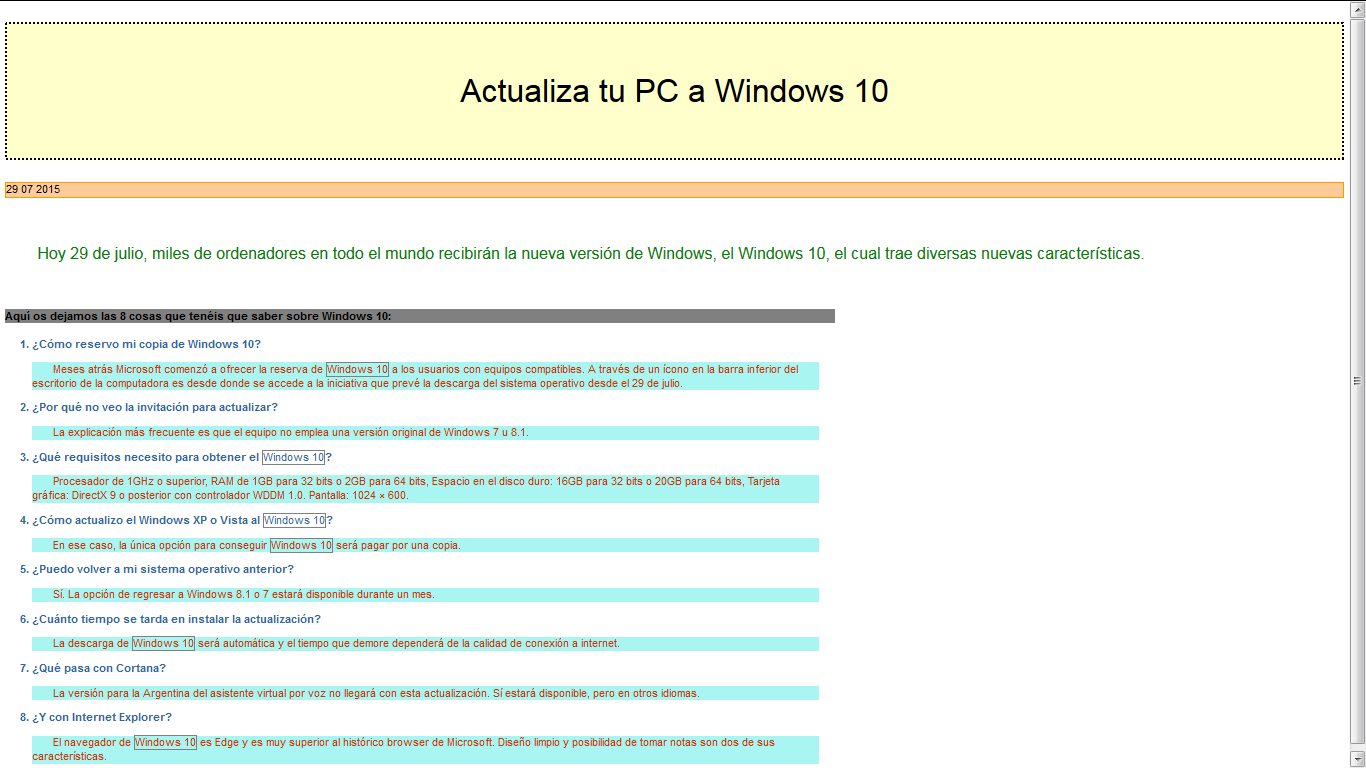 Actualiza tu PC a Windows 10
29 07 2015
Hoy 29 de julio, miles de ordenadores en todo el mundo recibirán la nueva versión de Windows, el Windows 10, el cual trae diversas nuevas características.
Aquí os dejamos las 8 cosas que tenéis que saber sobre Windows 10:
1. ¿Cómo reservo mi copia de Windows 10?
Meses atrás Microsoft comenzó a ofrecer la reserva de Windows 10 a los usuarios con equipos compatibles. A través de un ícono en la barra inferior del
escritorio de la computadora es desde donde se accede a la iniciativa que prevé la descarga del sistema operativo desde el 29 de julio.
2. ¿Por qué no veo la invitación para actualizar?
La explicación más frecuente es que el equipo no emplea una versión original de Windows 7 u 8.1.
3. ¿Qué requisitos necesito para obtener el Windows 10?
Procesador de 1GHz o superior, RAM de 1GB para 32 bits o 2GB para 64 bits, Espacio en el disco duro: 16GB para 32 bits o 20GB para 64 bits, Tarjeta
gráfica: DirectX 9 o posterior con controlador WDDM 1.0. Pantalla: 1024 × 600.
4. ¿Cómo actualizo el Windows XP o Vista al Windows 10?
En ese caso, la única opción para conseguir Windows 10 será pagar por una copia.
5. ¿Puedo volver a mi sistema operativo anterior?
Sí. La opción de regresar a Windows 8.1 o 7 estará disponible durante un mes.
6. ¿Cuánto tiempo se tarda en instalar la actualización?
La descarga de Windows 10 será automática y el tiempo que demore dependerá de la calidad de conexión a internet.
7. ¿Qué pasa con Cortana?
La versión para la Argentina del asistente virtual por voz no llegará con esta actualización. Sí estará disponible, pero en otros idiomas.
8. ¿Y con Internet Explorer?
El navegador de Windows 10 es Edge y es muy superior al histórico browser de Microsoft. Diseño limpio y posibilidad de tomar notas son dos de sus
características.